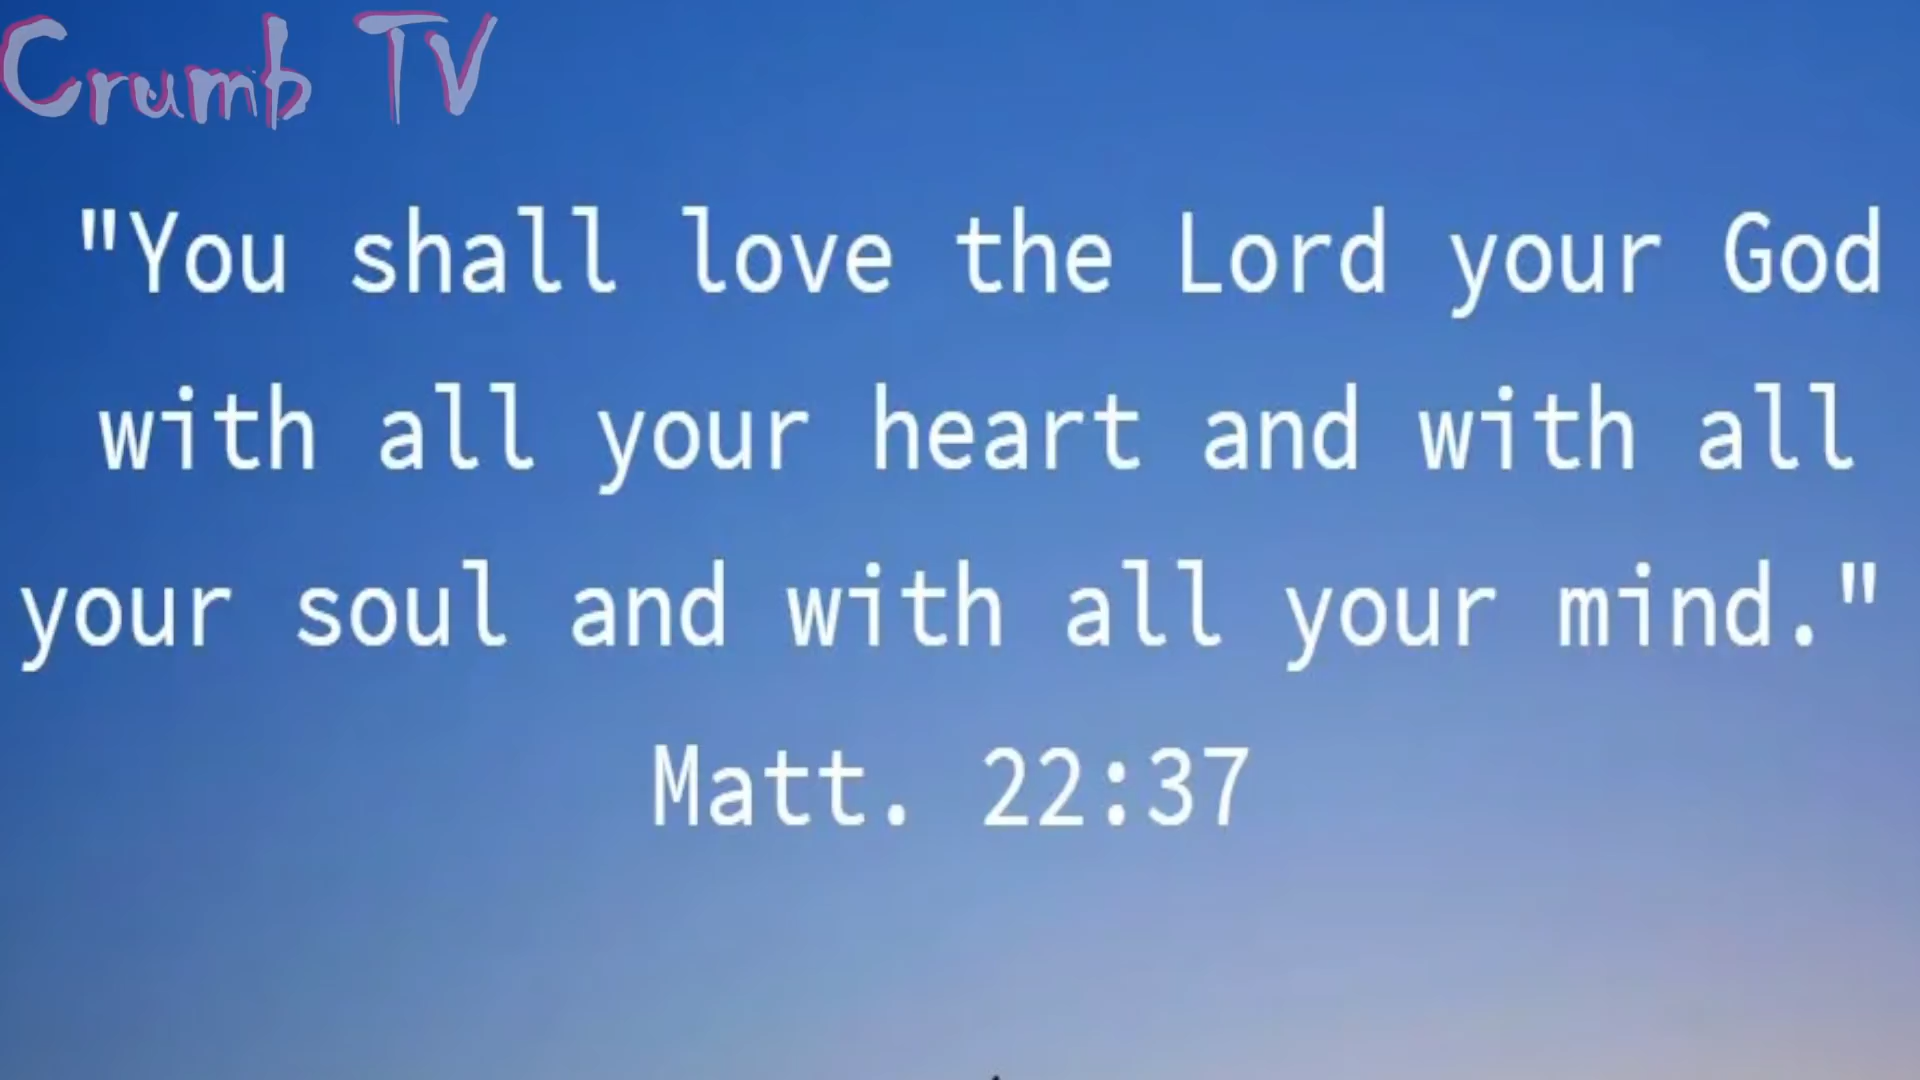 Crumb TV
"You shall love the Lord your God
with all your heart and with all
your soul and with all your mind."
Matt. 22:37